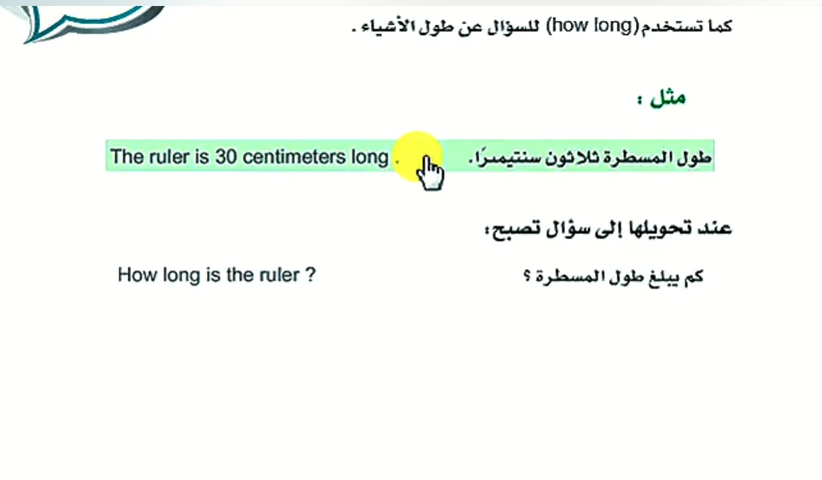 كما تستخدم (how long) للسؤال عن طول الأشياء .
مثل :
The ruler is 30 centimeters long . طول المسطرة ثلاثون سنتيمترًا.
عند تحويلها إلى سؤال تصبح:
How long is the ruler ? كم يبلغ طول المسطرة ؟